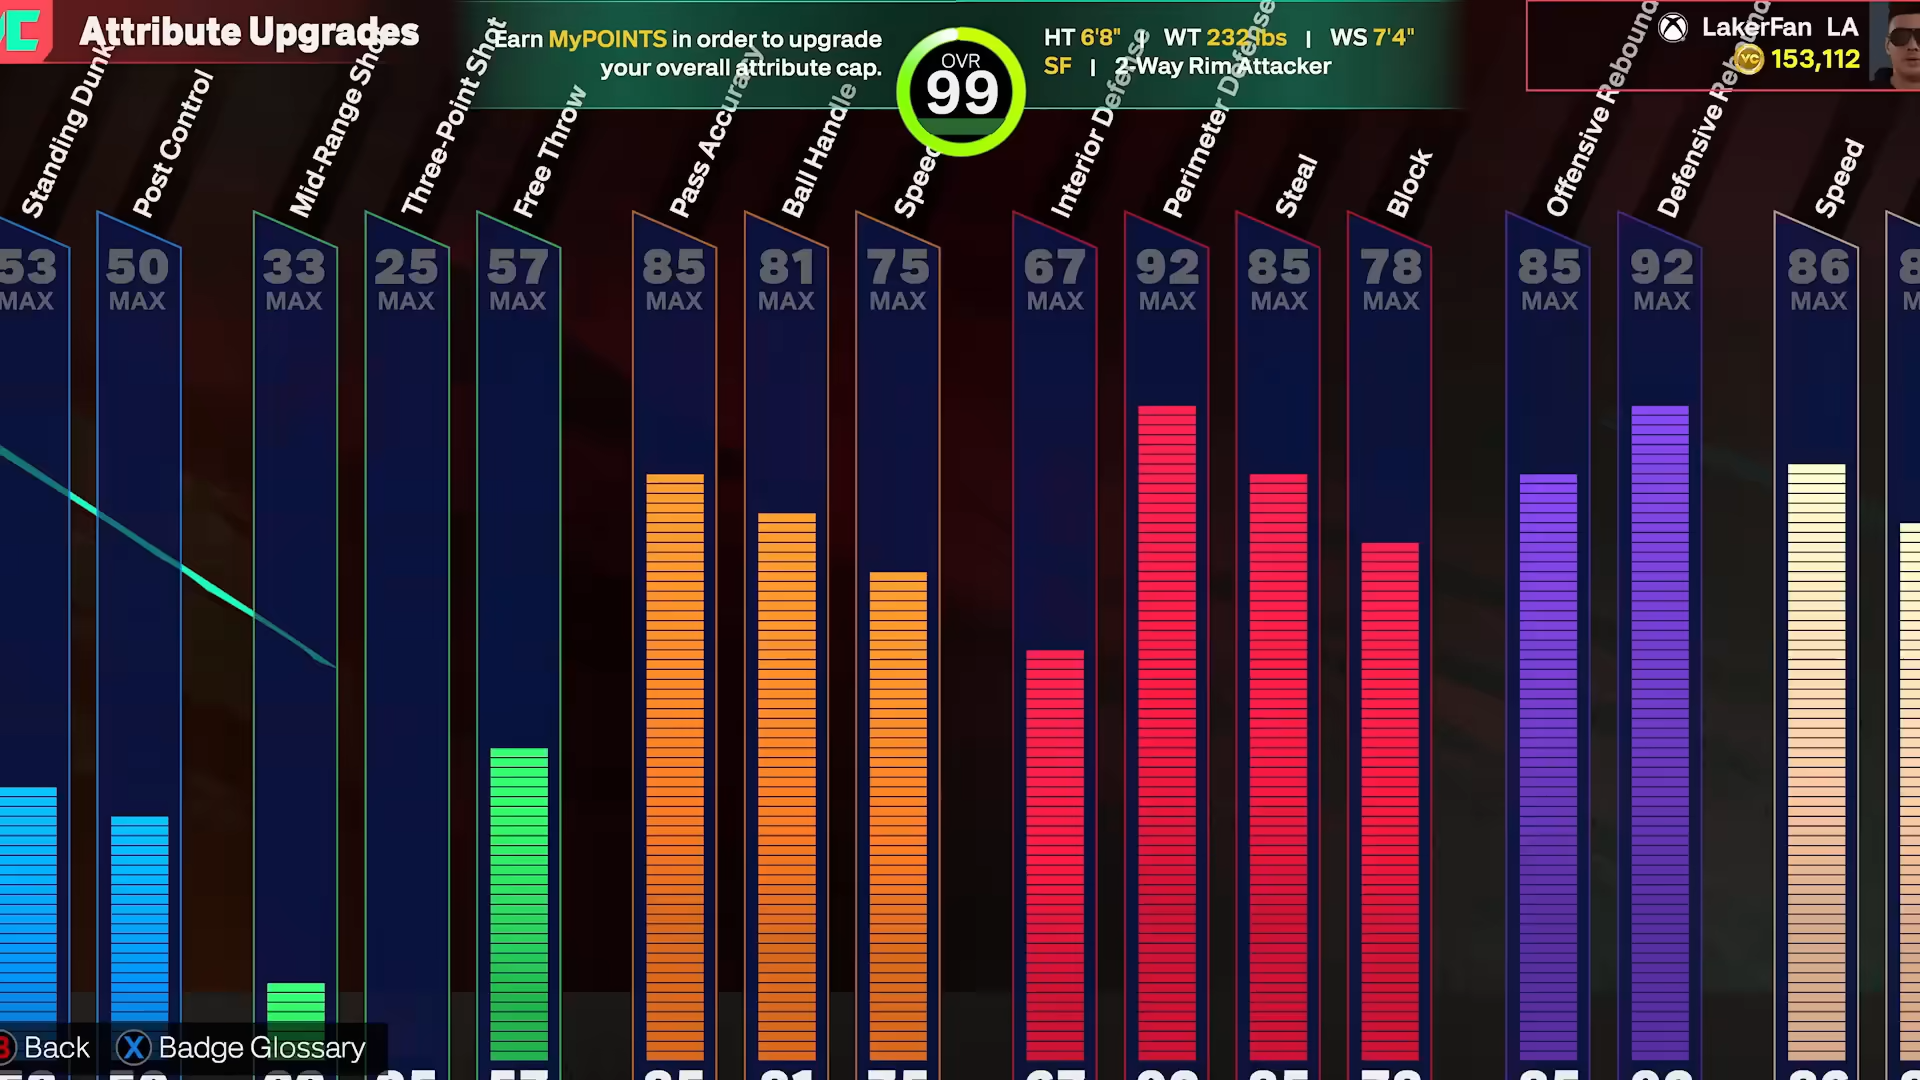 Attribute Upgrades
Earn MyPOINTS in order to upgrade
your overall attribute cap.
OVR
99
HT 6'8" | WT 232 lbs | WS 7'4"
SF | 2-Way Rim Attacker
LakerFan LA
VC 153,112
Standing Dunk
Post Control
Mid-Range Shot
Three-Point Shot
Free Throw
Pass Accuracy
Ball Handle
Speed
Interior Defense
Perimeter Defense
Steal
Block
Offensive Rebound
Defensive Rebound
Speed
53 MAX
50 MAX
33 MAX
25 MAX
57 MAX
85 MAX
81 MAX
75 MAX
67 MAX
92 MAX
85 MAX
78 MAX
85 MAX
92 MAX
86 MAX
B Back X Badge Glossary